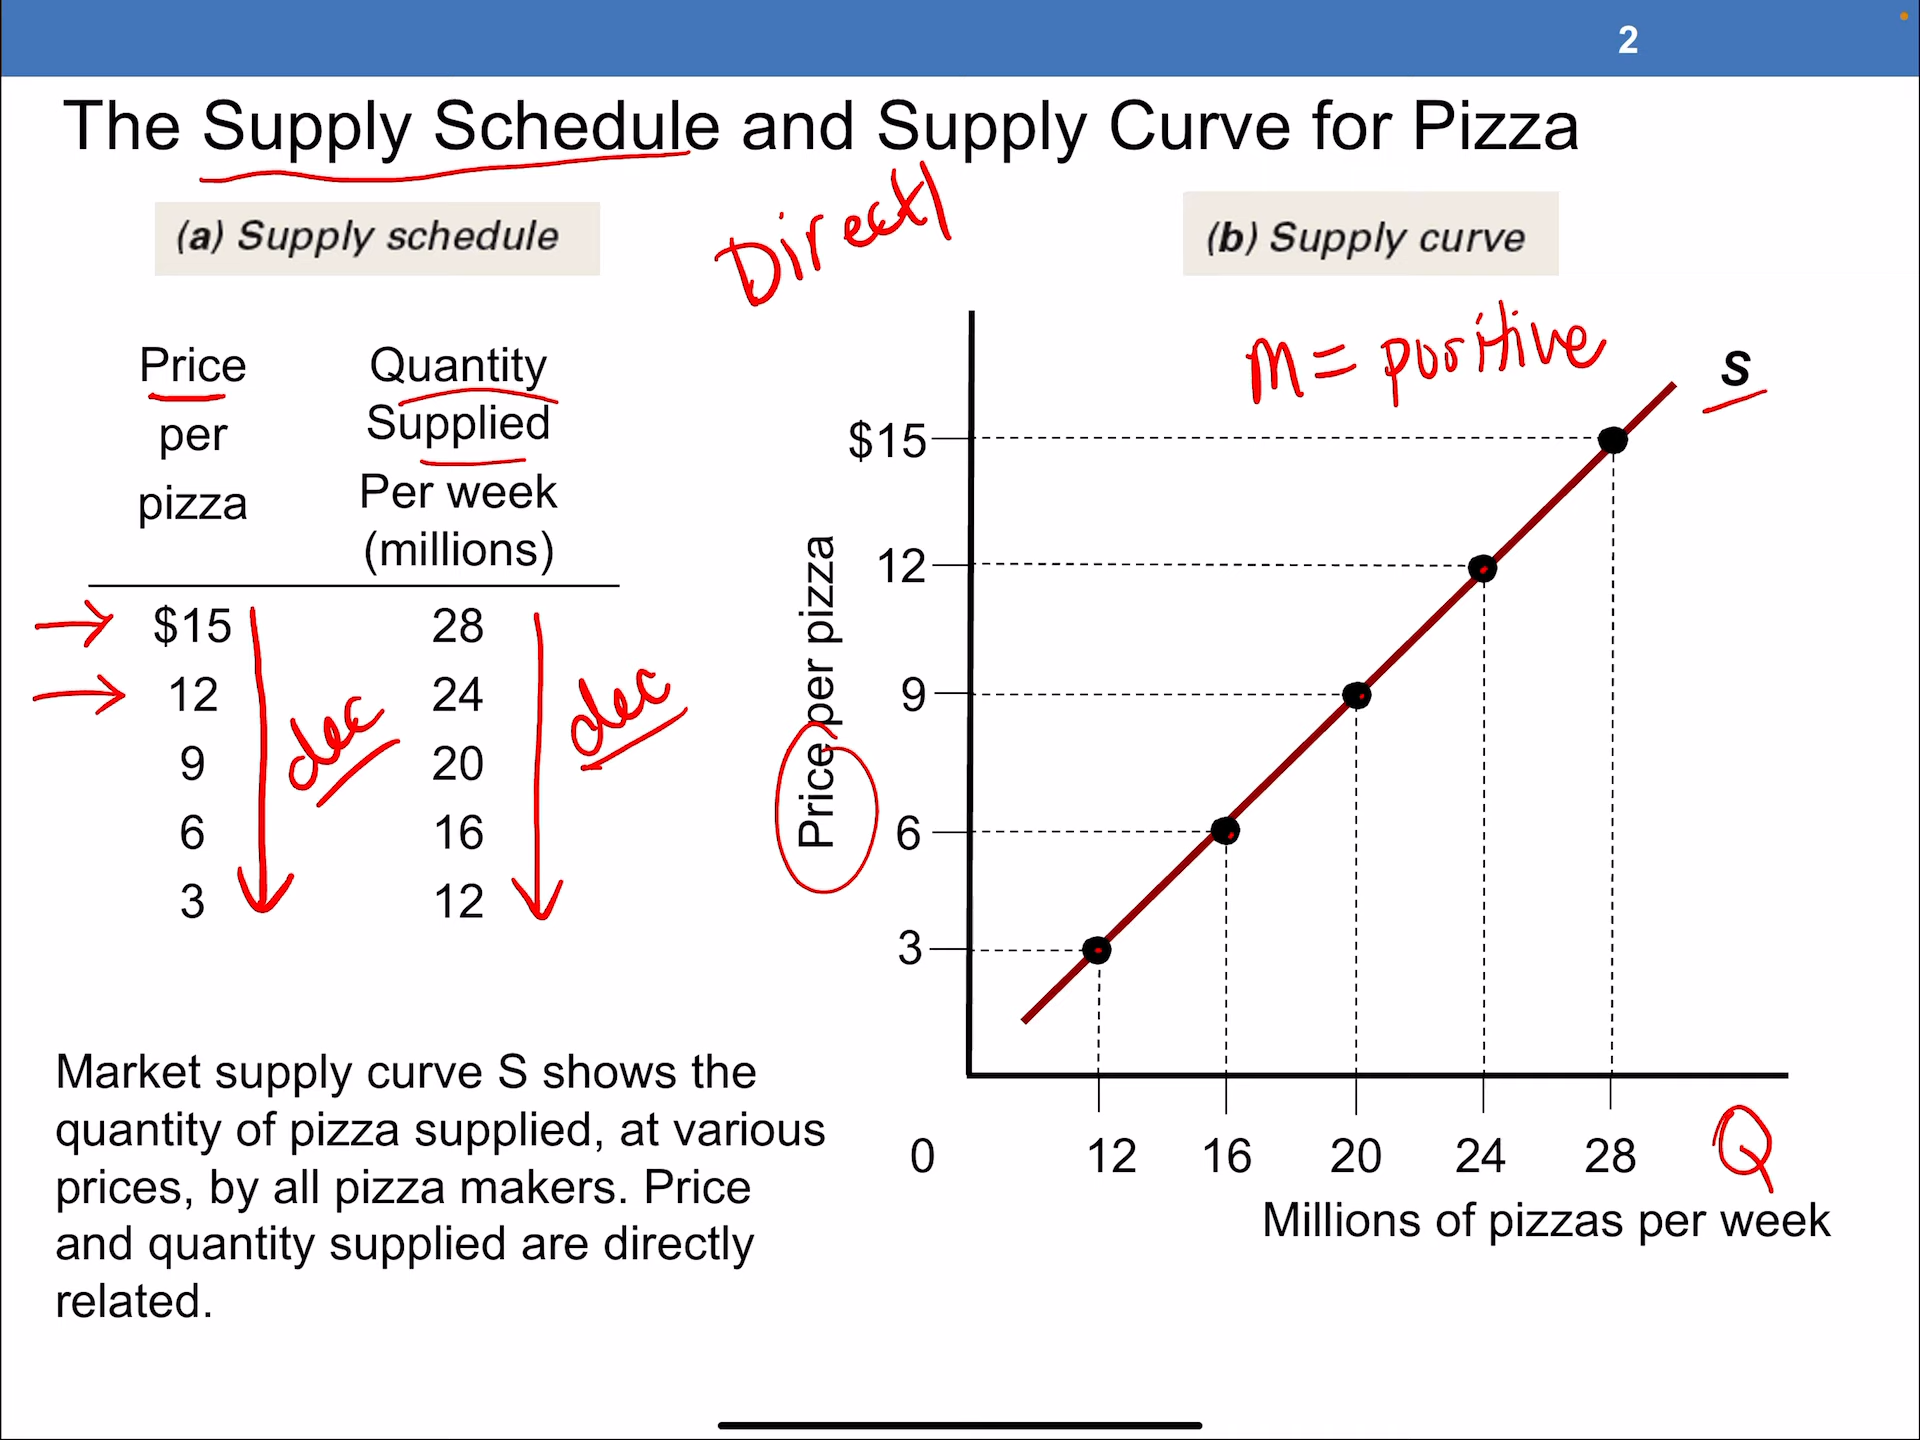 2
The Supply Schedule and Supply Curve for Pizza
(a) Supply schedule
Direct
(b) Supply curve
Price per pizza
Quantity Supplied Per week (millions)
$15 28
12 24
9 20
6 16
3 12
dec
dec
Market supply curve S shows the
quantity of pizza supplied, at various
prices, by all pizza makers. Price
and quantity supplied are directly
related.
m = positive
S
Price per pizza
$15
12
9
6
3
0 12 16 20 24 28 Q
Millions of pizzas per week